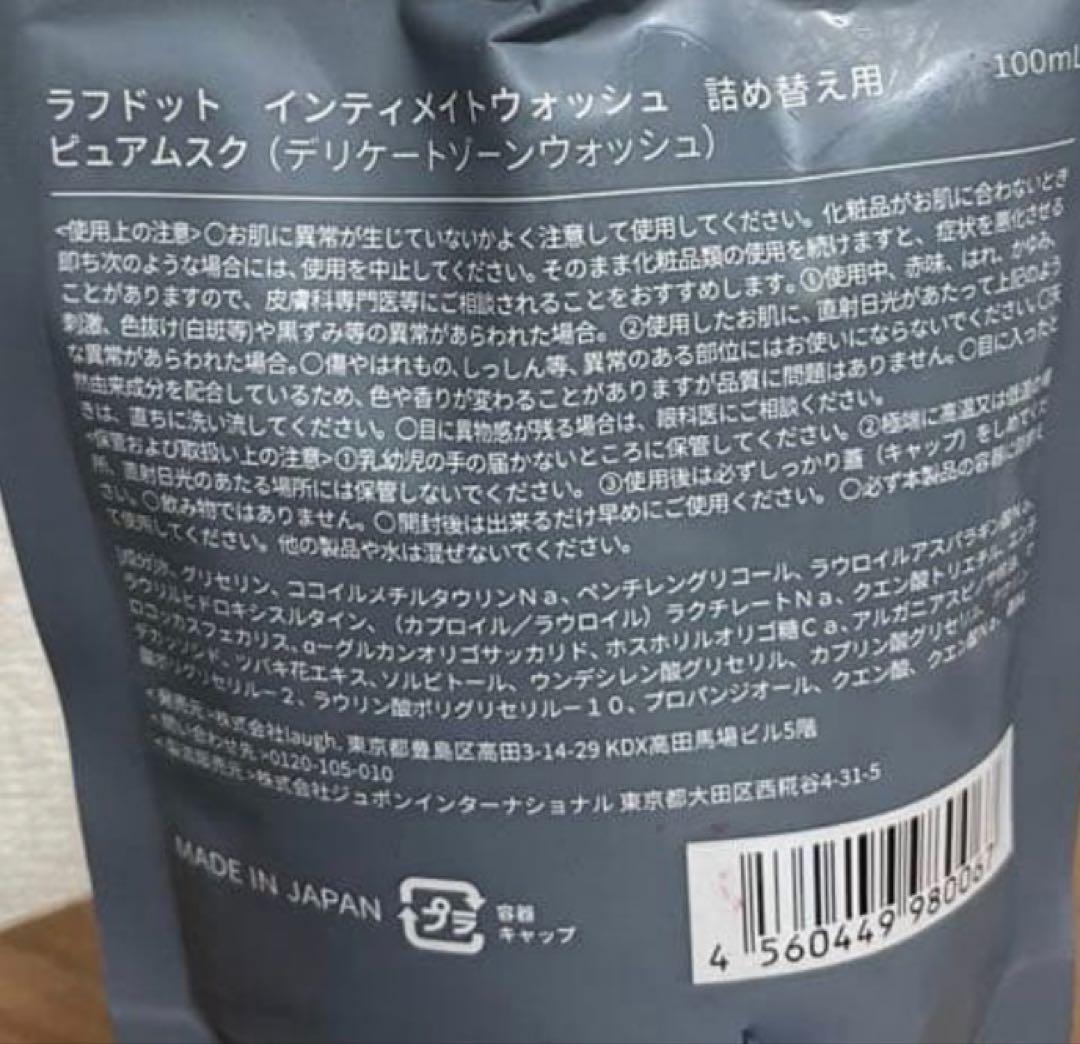 ラフドット インティメイトウォッシュ 詰め替え用 100mL
ピュアムスク（デリケートゾーンウォッシュ）
<使用上の注意>〇お肌に異常が生じていないかよく注意して使用してください。化粧品がお肌に合わないとき
即ち次のような場合には、使用を中止してください。そのまま化粧品類の使用を続けますと、症状を悪化させる
ことがありますので、皮膚科専門医等にご相談されることをおすすめします。①使用中、赤味、はれ、かゆみ、
刺激、色抜け(白斑等)や黒ずみ等の異常があらわれた場合。②使用したお肌に、直射日光があたって上記のよう
な異常があらわれた場合。〇傷やはれもの、しっしん等、異常のある部位にはお使いにならないでください。〇天
然由来成分を配合しているため、色や香りが変わることがありますが品質に問題はありません。〇目に入ったと
きは、直ちに洗い流してください。〇目に異物感が残る場合は、眼科医にご相談ください。
<保管および取扱い上の注意>①乳幼児の手の届かないところに保管してください。②極端に高温又は低温の場
所、直射日光のあたる場所には保管しないでください。③使用後は必ずしっかり蓋（キャップ）をしめてくだ
さい。〇飲み物ではありません。〇開封後は出来るだけ早めにご使用ください。〇必ず本製品の容器に
て使用してください。他の製品や水は混ぜないでください。
水、グリセリン、ココイルメチルタウリンNa、ペンチレングリコール、ラウロイルアスパラギン酸Na、
ラウリルヒドロキシスルタイン、（カプロイル／ラウロイル）ラクチレートNa、クエン酸トリエチル、エンテ
ロコッカスフェカリス、α-グルカンオリゴサッカリド、ホスホリルオリゴ糖Ca、アルガニアスピノサ
ツバキ花エキス、ソルビトール、ウンデシレン酸グリセリル、カプリン酸グリセリル、
酸ポリグリセリル-2、ラウリン酸ポリグリセリル-10、プロパンジオール、クエン酸、クエン酸Na、
<発売元>株式会社laugh. 東京都豊島区高田3-14-29 KDX高田馬場ビル5階
<問い合わせ先>0120-105-010
<製造販売元>株式会社ジュポンインターナショナル 東京都大田区西糀谷4-31-5
MADE IN JAPAN
プラ
容器
キャップ
4 560449 980067